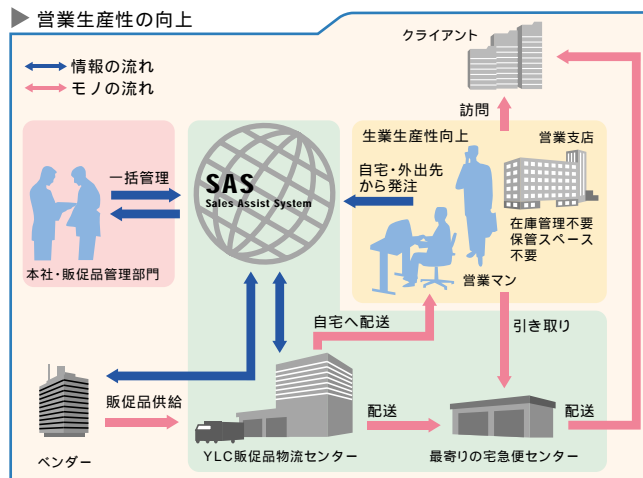 営業生産性の向上
情報の流れ
モノの流れ
クライアント
訪問
生業生産性向上
営業支店
一括管理
SAS
Sales Assist System
自宅・外出先
から発注
在庫管理不要
保管スペース
不要
本社・販促品管理部門
営業マン
自宅へ配送
引き取り
販促品供給
配送
配送
ベンダー
YLC販促品物流センター
最寄りの宅急便センター